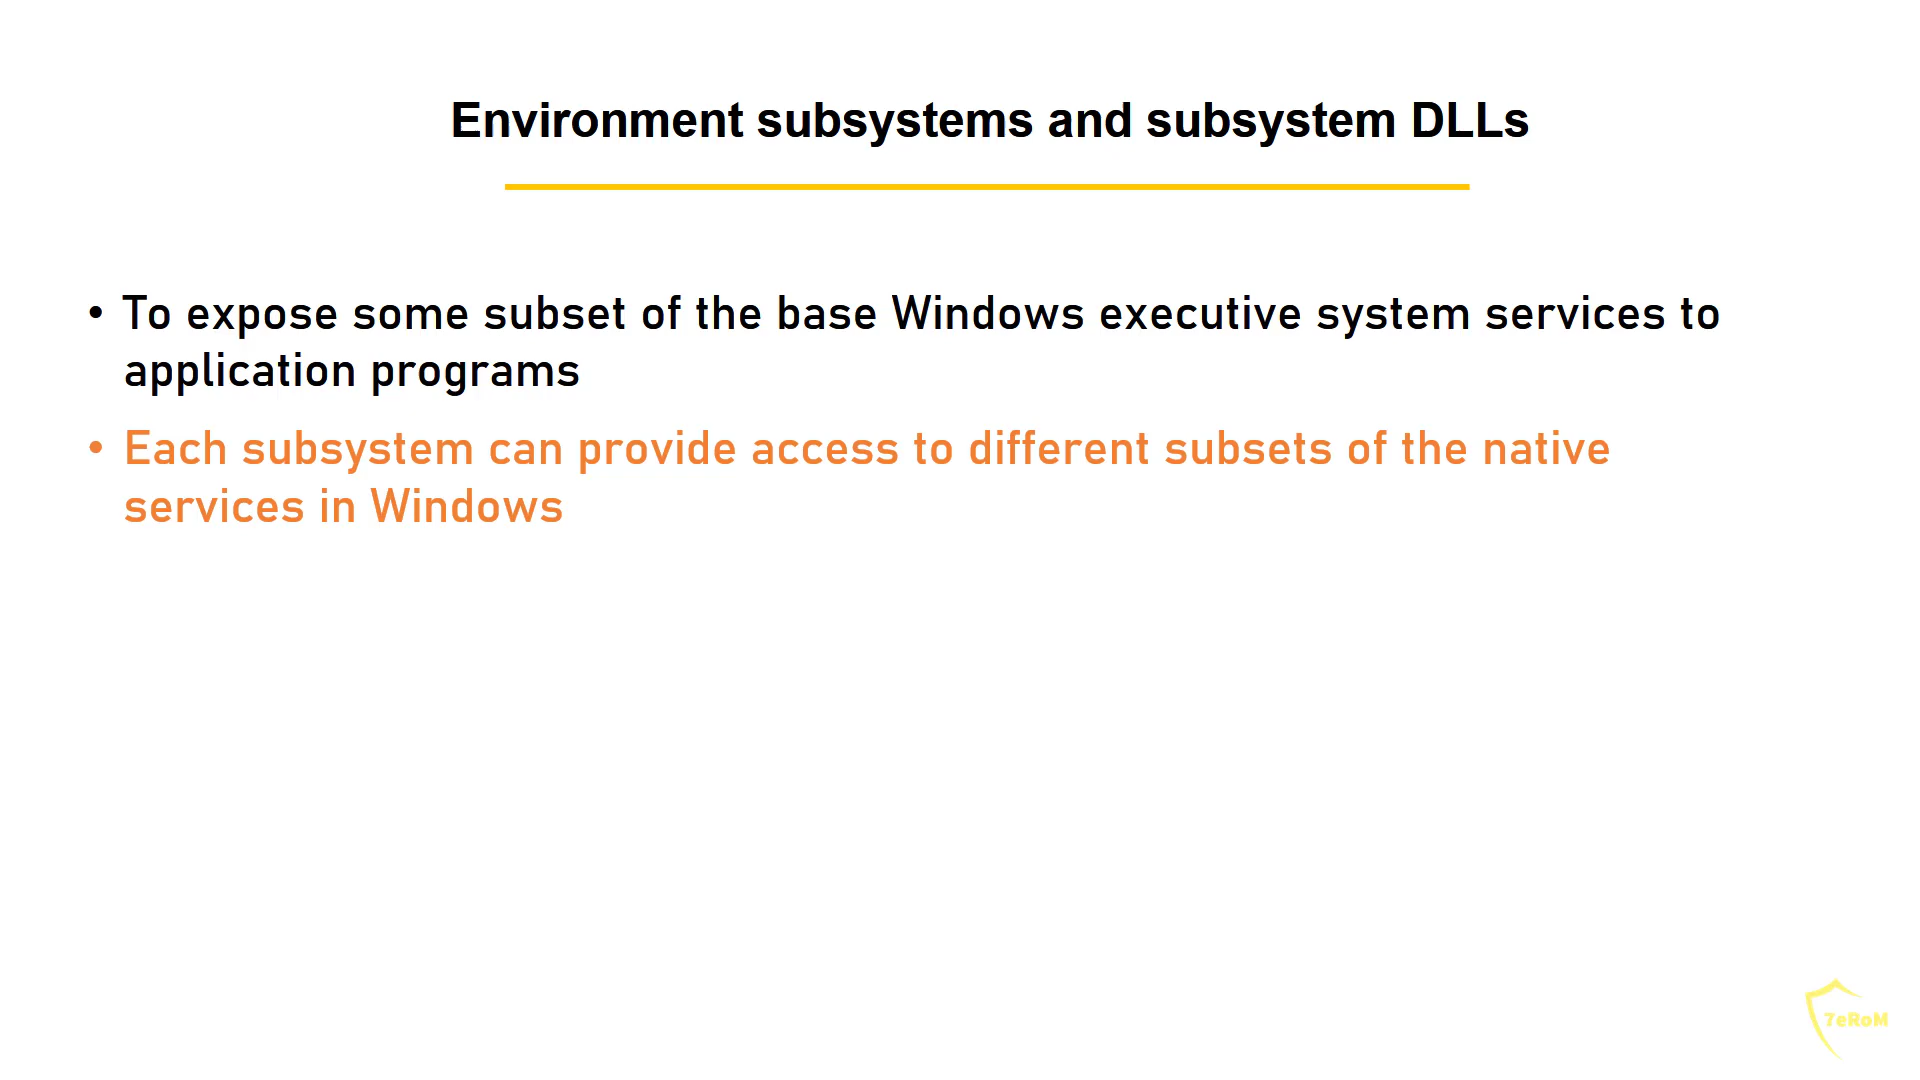 Environment subsystems and subsystem DLLs
• To expose some subset of the base Windows executive system services to
application programs
• Each subsystem can provide access to different subsets of the native
services in Windows
7eRoM